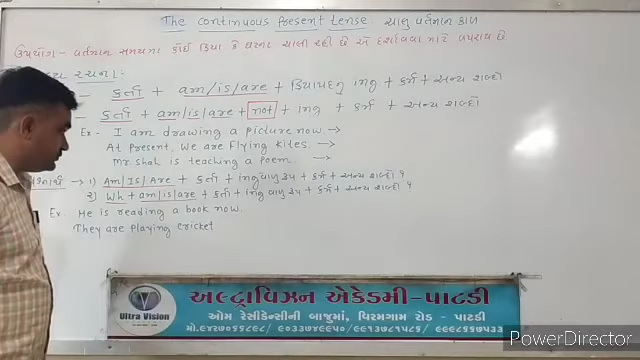 The continuous Present Tense: ચાલુ વર્તમાન કાળ
ઉપયોગ - વર્તમાન સમયમાં કોઈ ક્રિયા કે ઘટના ચાલી રહી છે એ દર્શાવવા માટે વપરાય છે
રચના :
- કર્તા + am/is/are + ક્રિયાપદનુ ing + કર્મ + અન્ય શબ્દો
- કર્તા + am/is/are + not + ing + કર્મ + અન્ય શબ્દો
Ex- I am drawing a picture now. →
At Present, We are Flying kites. →
Mr. Shah is teaching a Poem. →
→ 1) Am/Is/Are + કર્તા + ing વાળુ રૂપ + કર્મ + અન્ય શબ્દો ?
2) Wh + am/is/are + કર્તા + ing વાળુ રૂપ + કર્મ + અન્ય શબ્દો ?
Ex. He is reading a book now.
They are Playing cricket
Ultra Vision
અલ્ટ્રાવિઝન એકેડમી-પાટડી
ઓમ રેસીડેન્સીની બાજુમાં, વિરમગામ રોડ - પાટડી
PowerDirector